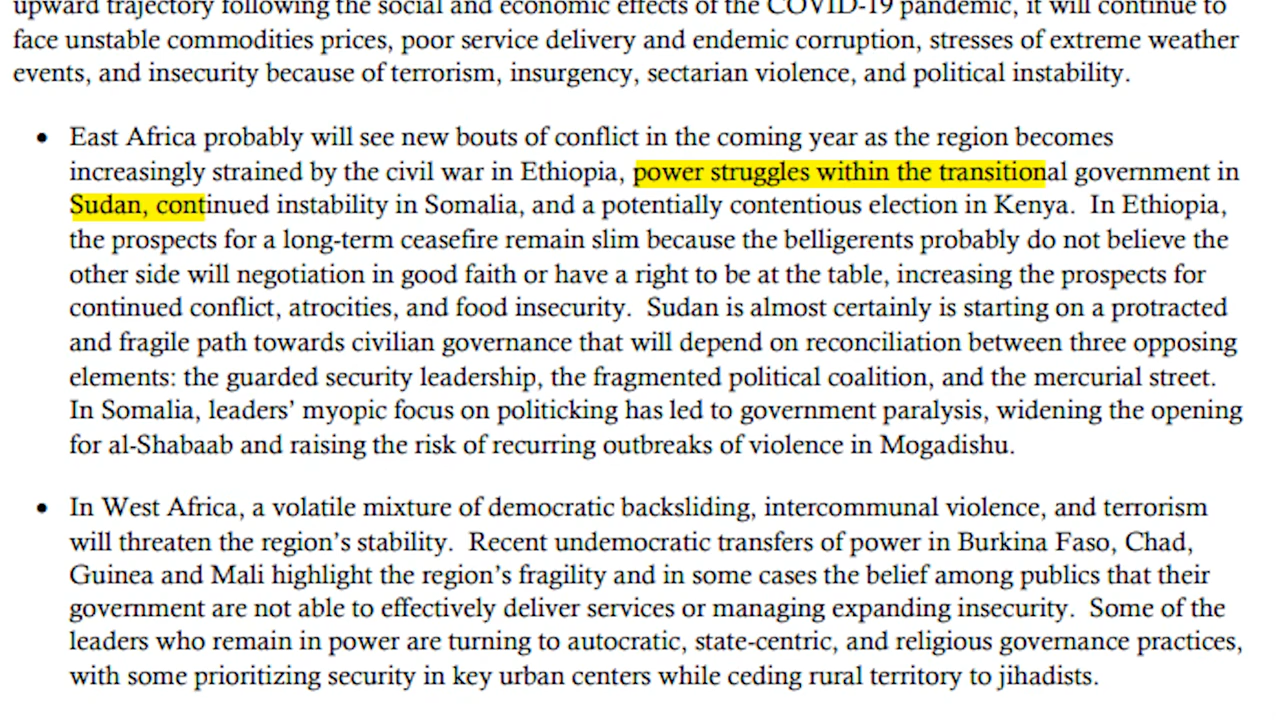 upward trajectory following the social and economic effects of the COVID-19 pandemic, it will continue to
face unstable commodities prices, poor service delivery and endemic corruption, stresses of extreme weather
events, and insecurity because of terrorism, insurgency, sectarian violence, and political instability.
• East Africa probably will see new bouts of conflict in the coming year as the region becomes
increasingly strained by the civil war in Ethiopia, power struggles within the transitional government in
Sudan, continued instability in Somalia, and a potentially contentious election in Kenya.  In Ethiopia,
the prospects for a long-term ceasefire remain slim because the belligerents probably do not believe the
other side will negotiation in good faith or have a right to be at the table, increasing the prospects for
continued conflict, atrocities, and food insecurity.  Sudan is almost certainly is starting on a protracted
and fragile path towards civilian governance that will depend on reconciliation between three opposing
elements: the guarded security leadership, the fragmented political coalition, and the mercurial street.
In Somalia, leaders’ myopic focus on politicking has led to government paralysis, widening the opening
for al-Shabaab and raising the risk of recurring outbreaks of violence in Mogadishu.
• In West Africa, a volatile mixture of democratic backsliding, intercommunal violence, and terrorism
will threaten the region’s stability.  Recent undemocratic transfers of power in Burkina Faso, Chad,
Guinea and Mali highlight the region’s fragility and in some cases the belief among publics that their
government are not able to effectively deliver services or managing expanding insecurity.  Some of the
leaders who remain in power are turning to autocratic, state-centric, and religious governance practices,
with some prioritizing security in key urban centers while ceding rural territory to jihadists.